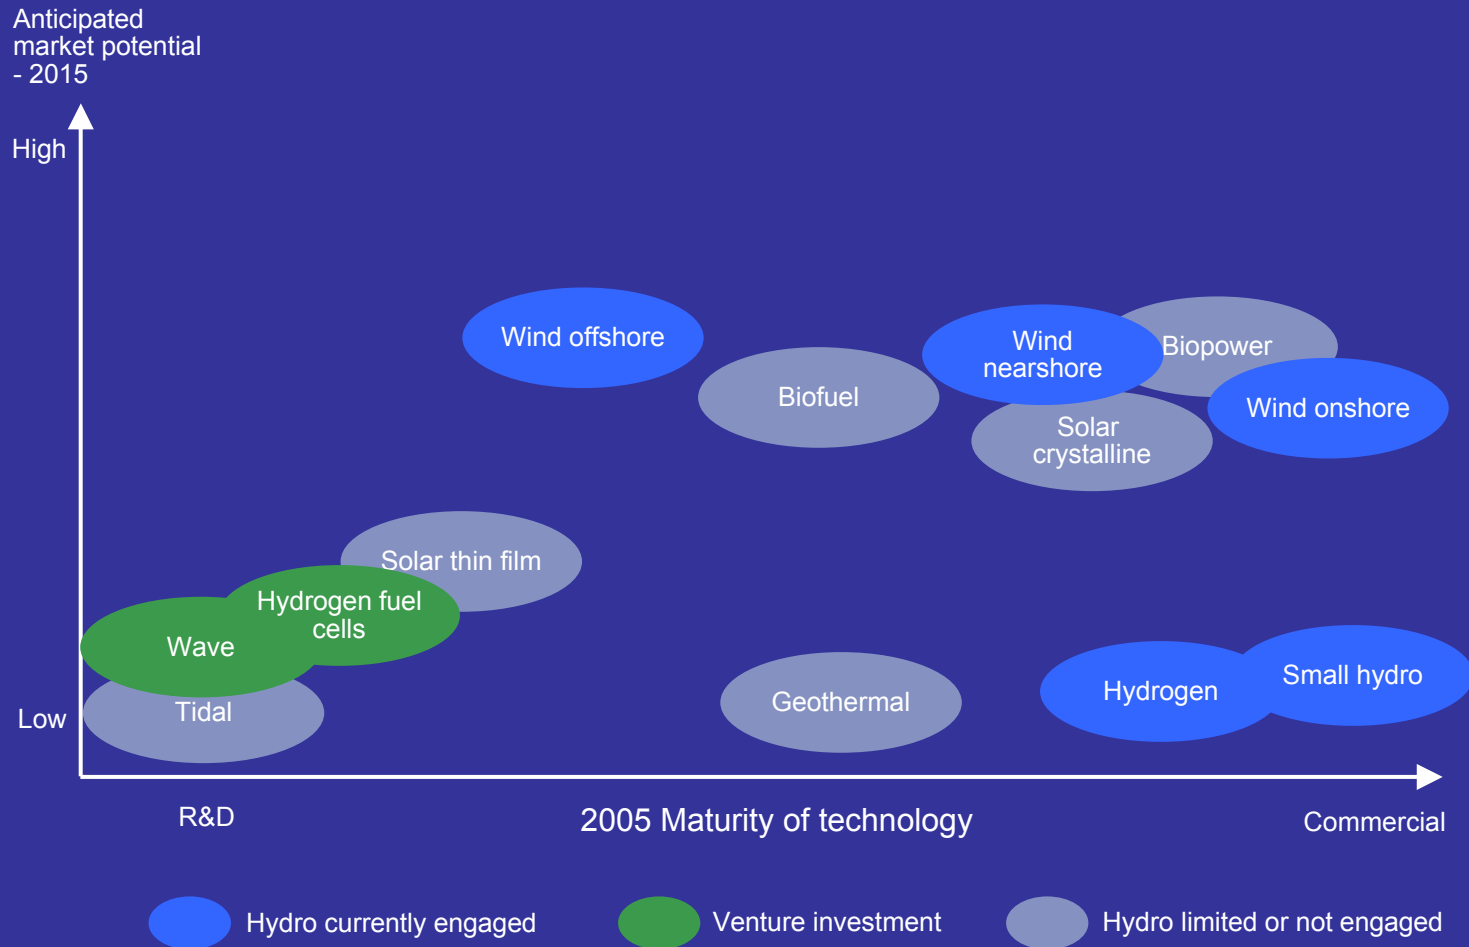 Anticipated
market potential
- 2015
High
Wind offshore
Wind
nearshore
Biopower
Biofuel
Wind onshore
Solar
crystalline
Solar thin film
Hydrogen fuel
cells
Wave
Tidal
Geothermal
Hydrogen
Small hydro
Low
R&D
2005 Maturity of technology
Commercial
Hydro currently engaged
Venture investment
Hydro limited or not engaged